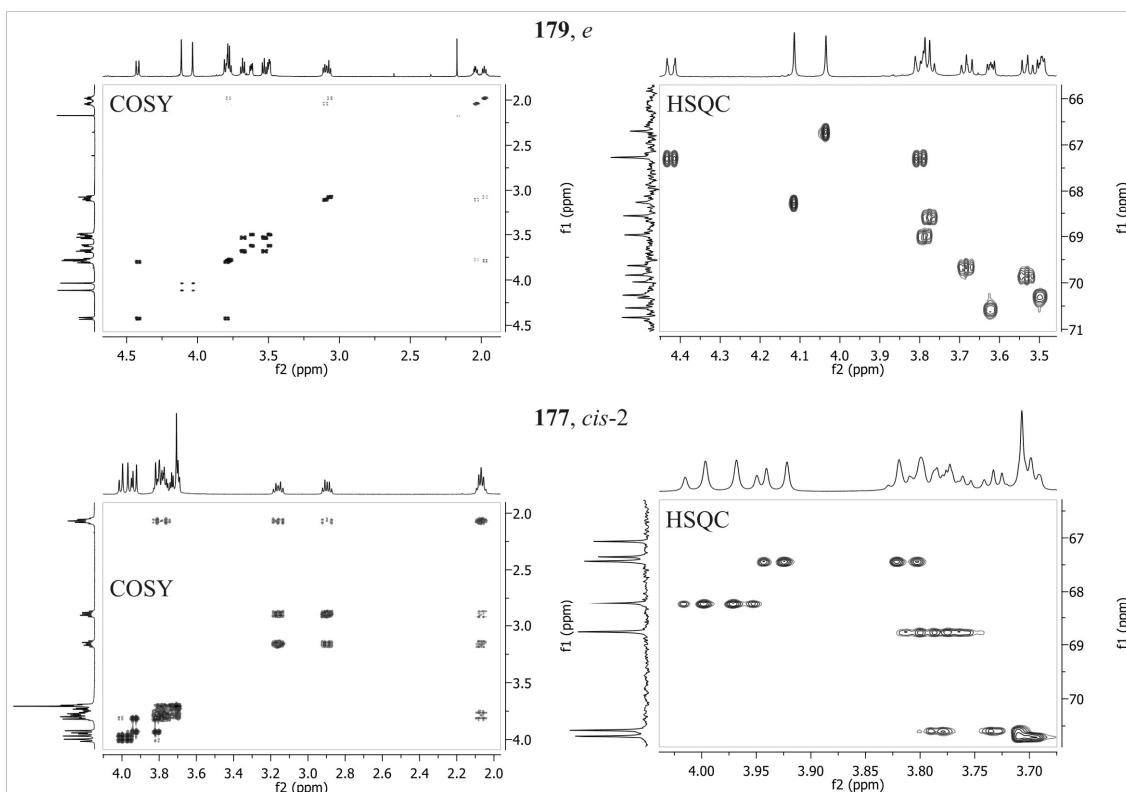 179, e
COSY
2.0
2.5
3.0
3.5
4.0
4.5
f1 (ppm)
4.5 4.0 3.5 3.0 2.5 2.0
f2 (ppm)
HSQC
66
67
68
69
70
71
f1 (ppm)
4.4 4.3 4.2 4.1 4.0 3.9 3.8 3.7 3.6 3.5
f2 (ppm)
177, cis-2
COSY
2.0
2.5
3.0
3.5
4.0
f1 (ppm)
4.0 3.8 3.6 3.4 3.2 3.0 2.8 2.6 2.4 2.2 2.0
f2 (ppm)
HSQC
67
68
69
70
f1 (ppm)
4.00 3.95 3.90 3.85 3.80 3.75 3.70
f2 (ppm)